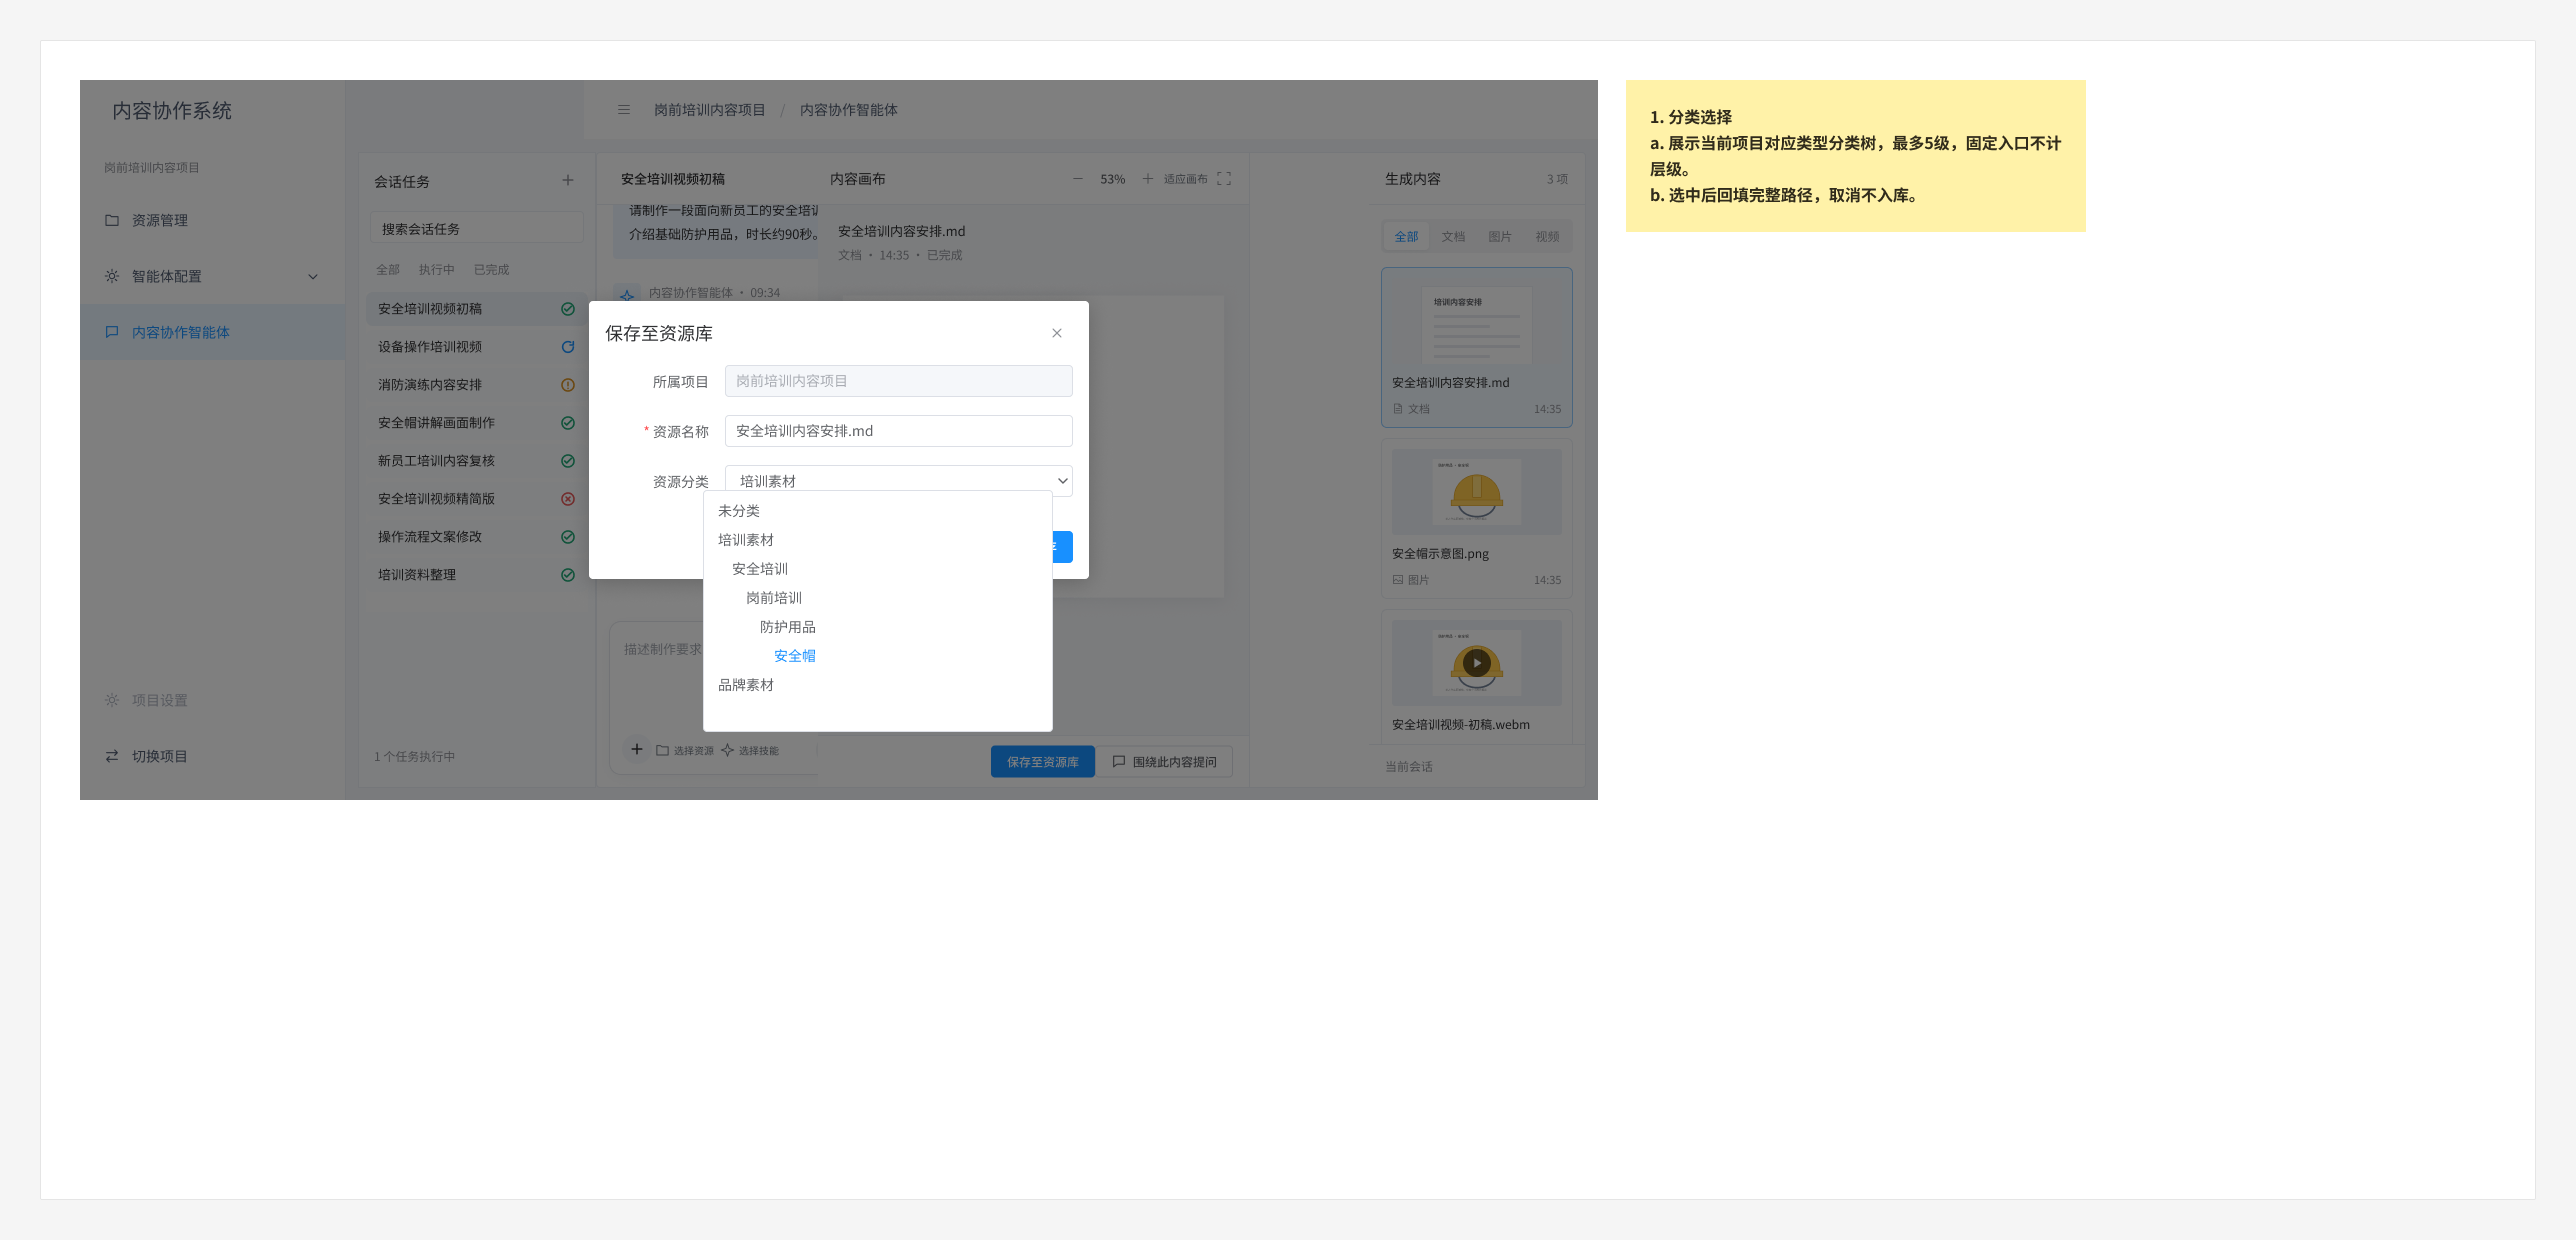 内容协作系统
岗前培训内容项目
资源管理
智能体配置
内容协作智能体
项目设置
切换项目
岗前培训内容项目 / 内容协作智能体
会话任务
搜索会话任务
全部 执行中 已完成
安全培训视频初稿
设备操作培训视频
消防演练内容安排
安全帽讲解画面制作
新员工培训内容复核
安全培训视频精简版
操作流程文案修改
培训资料整理
1 个任务执行中
安全培训视频初稿
请制作一段面向新员工的安全培训
介绍基础防护用品，时长约90秒。
内容协作智能体 · 09:34
描述制作要求
选择资源 选择技能
内容画布
53% 适应画布
安全培训内容安排.md
文档 · 14:35 · 已完成
保存至资源库 围绕此内容提问
保存至资源库
所属项目 岗前培训内容项目
* 资源名称 安全培训内容安排.md
资源分类 培训素材
未分类
培训素材
安全培训
岗前培训
防护用品
安全帽
品牌素材
生成内容 3 项
全部 文档 图片 视频
培训内容安排
安全培训内容安排.md
文档 14:35
安全帽示意图.png
图片 14:35
安全培训视频-初稿.webm
当前会话
1. 分类选择
a. 展示当前项目对应类型分类树，最多5级，固定入口不计
层级。
b. 选中后回填完整路径，取消不入库。